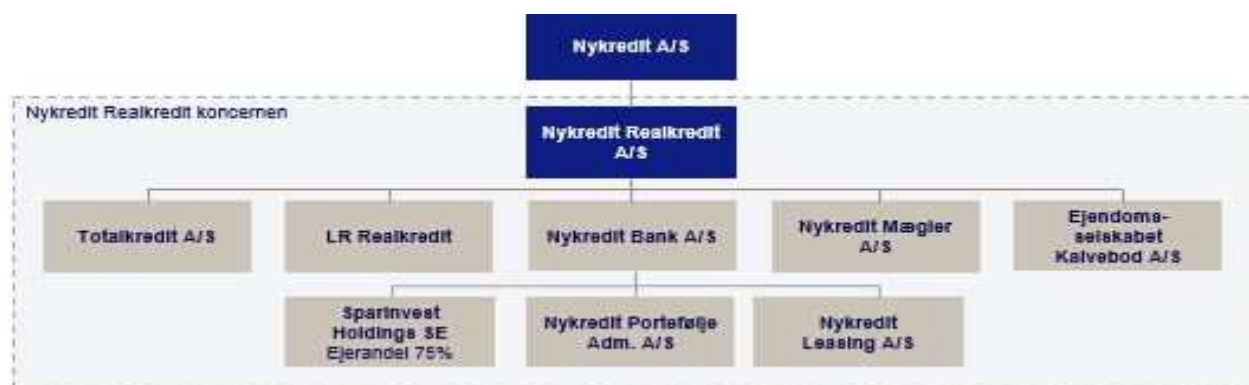 Nykredit A/S
Nykredit Realkredit koncernen
Nykredit Realkredit
A/S
Totalkredit A/S
LR Realkredit
Nykredit Bank A/S
Nykredit Mægler
A/S
Ejendoms-
selskabet
Kalvebod A/S
Sparinvest
Holdings SE
Ejerandel 75%
Nykredit Portefølje
Adm. A/S
Nykredit
Leasing A/S